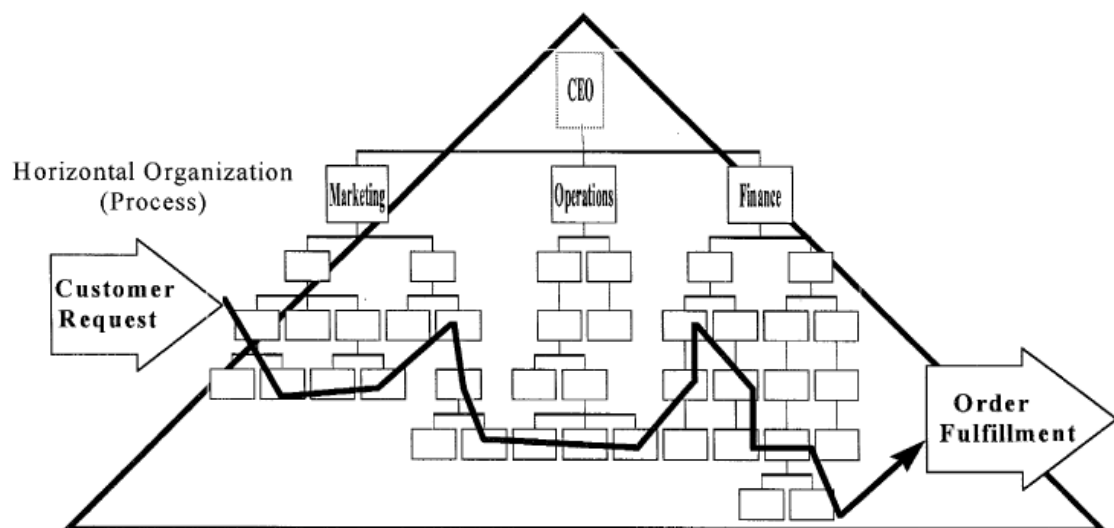 CEO
Horizontal Organization
(Process)
Marketing
Operations
Finance
Customer
Request
Order
Fulfillment